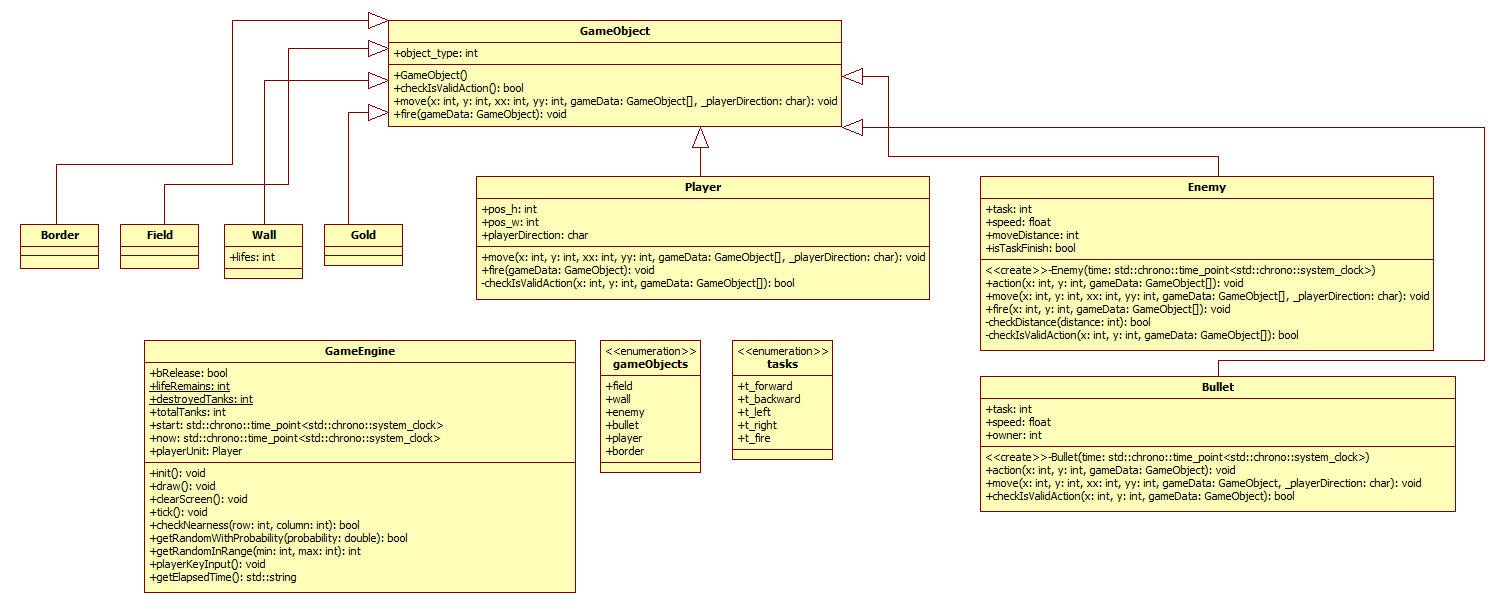 GameObject
+object_type: int
+GameObject()
+checkIsValidAction(): bool
+move(x: int, y: int, xx: int, yy: int, gameData: GameObject[], _playerDirection: char): void
+fire(gameData: GameObject): void
Border
Field
Wall
+lifes: int
Gold
Player
+pos_h: int
+pos_w: int
+playerDirection: char
+move(x: int, y: int, xx: int, yy: int, gameData: GameObject[], _playerDirection: char): void
+fire(gameData: GameObject): void
-checkIsValidAction(x: int, y: int, gameData: GameObject[]): bool
Enemy
+task: int
+speed: float
+moveDistance: int
+isTaskFinish: bool
<<create>>-Enemy(time: std::chrono::time_point<std::chrono::system_clock>)
+action(x: int, y: int, gameData: GameObject[]): void
+move(x: int, y: int, xx: int, yy: int, gameData: GameObject[], _playerDirection: char): void
+fire(x: int, y: int, gameData: GameObject[]): void
-checkDistance(distance: int): bool
-checkIsValidAction(x: int, y: int, gameData: GameObject[]): bool
GameEngine
+bRelease: bool
+lifeRemains: int
+destroyedTanks: int
+totalTanks: int
+start: std::chrono::time_point<std::chrono::system_clock>
+now: std::chrono::time_point<std::chrono::system_clock>
+playerUnit: Player
+init(): void
+draw(): void
+clearScreen(): void
+tick(): void
+checkNearness(row: int, column: int): bool
+getRandomWithProbability(probability: double): bool
+getRandomInRange(min: int, max: int): int
+playerKeyInput(): void
+getElapsedTime(): std::string
<<enumeration>>
gameObjects
+field
+wall
+enemy
+bullet
+player
+border
<<enumeration>>
tasks
+t_forward
+t_backward
+t_left
+t_right
+t_fire
Bullet
+task: int
+speed: float
+owner: int
<<create>>-Bullet(time: std::chrono::time_point<std::chrono::system_clock>)
+action(x: int, y: int, gameData: GameObject): void
+move(x: int, y: int, xx: int, yy: int, gameData: GameObject, _playerDirection: char): void
+checkIsValidAction(x: int, y: int, gameData: GameObject): bool